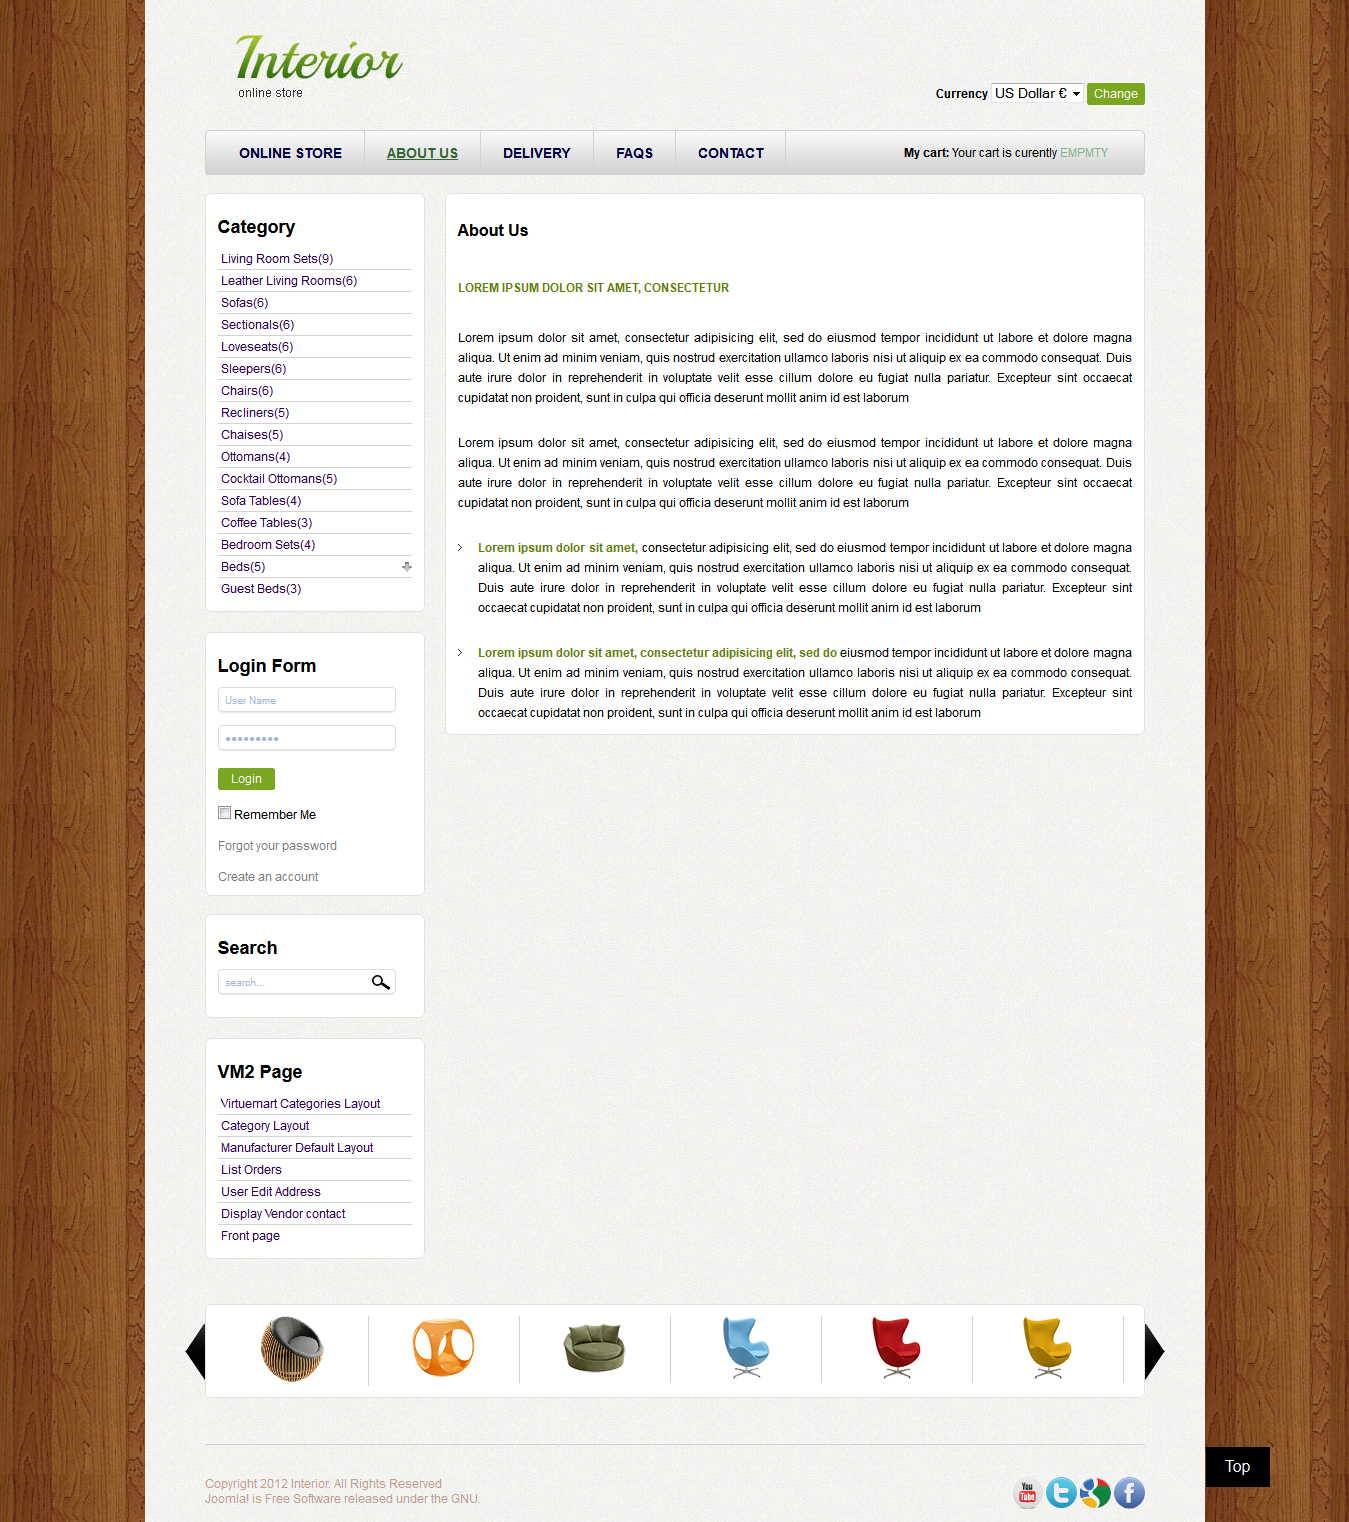 Interior
online store
Currency US Dollar € Change
ONLINE STORE ABOUT US DELIVERY FAQS CONTACT My cart: Your cart is curently EMPMTY
Category
Living Room Sets(9)
Leather Living Rooms(6)
Sofas(6)
Sectionals(6)
Loveseats(6)
Sleepers(6)
Chairs(6)
Recliners(5)
Chaises(5)
Ottomans(4)
Cocktail Ottomans(5)
Sofa Tables(4)
Coffee Tables(3)
Bedroom Sets(4)
Beds(5)
Guest Beds(3)
Login Form
User Name
Login
Remember Me
Forgot your password
Create an account
Search
search...
VM2 Page
Virtuemart Categories Layout
Category Layout
Manufacturer Default Layout
List Orders
User Edit Address
Display Vendor contact
Front page
About Us
LOREM IPSUM DOLOR SIT AMET, CONSECTETUR
Lorem ipsum dolor sit amet, consectetur adipisicing elit, sed do eiusmod tempor incididunt ut labore et dolore magna
aliqua. Ut enim ad minim veniam, quis nostrud exercitation ullamco laboris nisi ut aliquip ex ea commodo consequat. Duis
aute irure dolor in reprehenderit in voluptate velit esse cillum dolore eu fugiat nulla pariatur. Excepteur sint occaecat
cupidatat non proident, sunt in culpa qui officia deserunt mollit anim id est laborum
Lorem ipsum dolor sit amet, consectetur adipisicing elit, sed do eiusmod tempor incididunt ut labore et dolore magna
aliqua. Ut enim ad minim veniam, quis nostrud exercitation ullamco laboris nisi ut aliquip ex ea commodo consequat. Duis
aute irure dolor in reprehenderit in voluptate velit esse cillum dolore eu fugiat nulla pariatur. Excepteur sint occaecat
cupidatat non proident, sunt in culpa qui officia deserunt mollit anim id est laborum
Lorem ipsum dolor sit amet, consectetur adipisicing elit, sed do eiusmod tempor incididunt ut labore et dolore magna
aliqua. Ut enim ad minim veniam, quis nostrud exercitation ullamco laboris nisi ut aliquip ex ea commodo consequat.
Duis aute irure dolor in reprehenderit in voluptate velit esse cillum dolore eu fugiat nulla pariatur. Excepteur sint
occaecat cupidatat non proident, sunt in culpa qui officia deserunt mollit anim id est laborum
Lorem ipsum dolor sit amet, consectetur adipisicing elit, sed do eiusmod tempor incididunt ut labore et dolore magna
aliqua. Ut enim ad minim veniam, quis nostrud exercitation ullamco laboris nisi ut aliquip ex ea commodo consequat.
Duis aute irure dolor in reprehenderit in voluptate velit esse cillum dolore eu fugiat nulla pariatur. Excepteur sint
occaecat cupidatat non proident, sunt in culpa qui officia deserunt mollit anim id est laborum
Top
Copyright 2012 Interior. All Rights Reserved
Joomla! is Free Software released under the GNU.
You
Tube
t
g
f